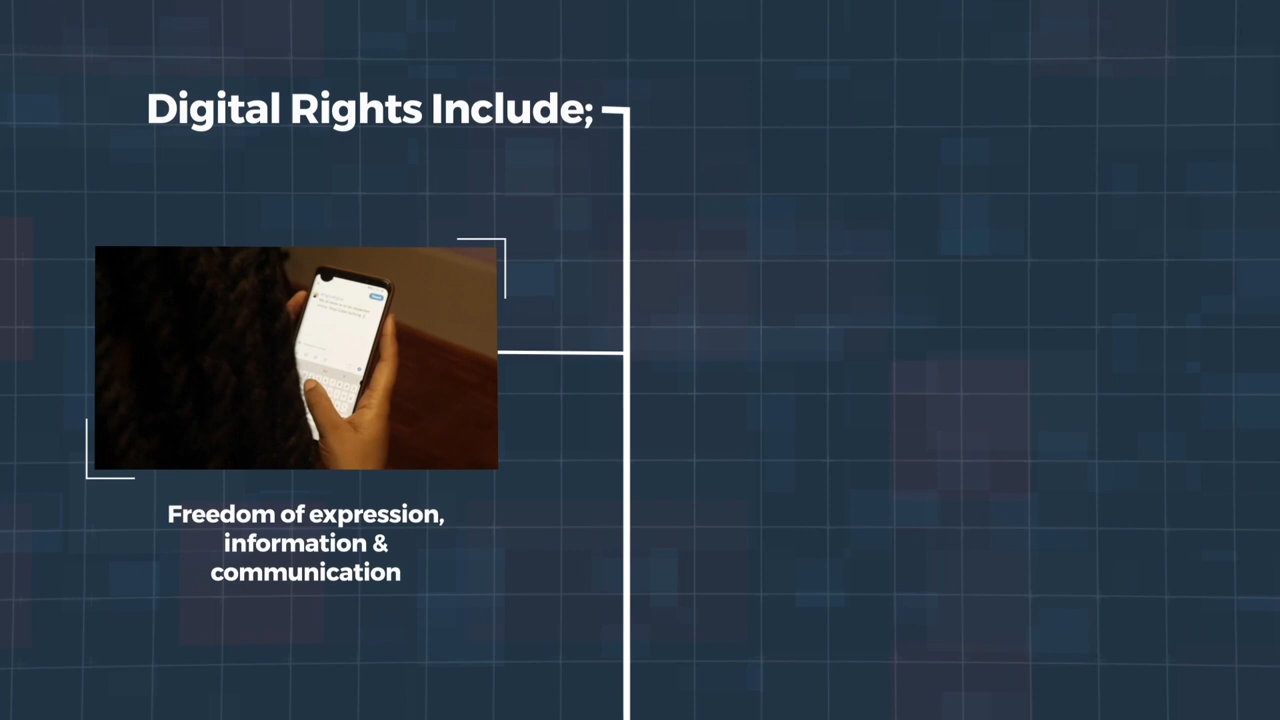 Digital Rights Include;
Freedom of expression,
information &
communication